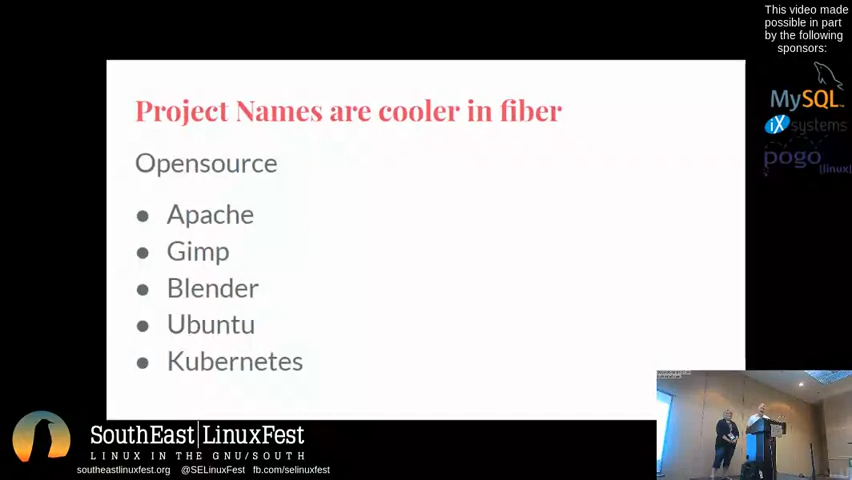 This video made
possible in part
by the following
sponsors:
MySQL
iXsystems
pogo
linux
Project Names are cooler in fiber
Opensource
Apache
Gimp
Blender
Ubuntu
Kubernetes
SouthEast|LinuxFest
LINUX IN THE GNU/SOUTH
southeastlinuxfest.org @SELinuxFest fb.com/selinuxfest